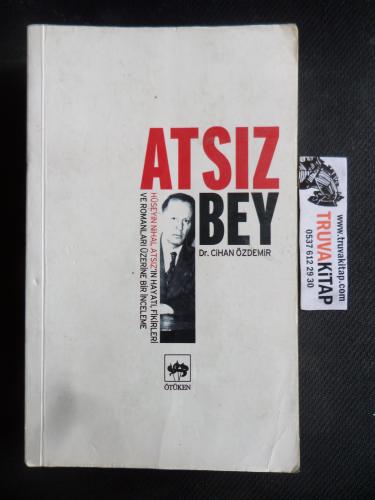 ATSIZ
BEY
Dr. CİHAN ÖZDEMİR
HÜSEYİN NİHAL ATSIZ'IN HAYATI, FİKİRLERİ
VE ROMANLARI ÜZERİNE BİR İNCELEME
ÖTÜKEN
www.truvakitap.com
TRUVA
KİTAP
0537 612 29 30